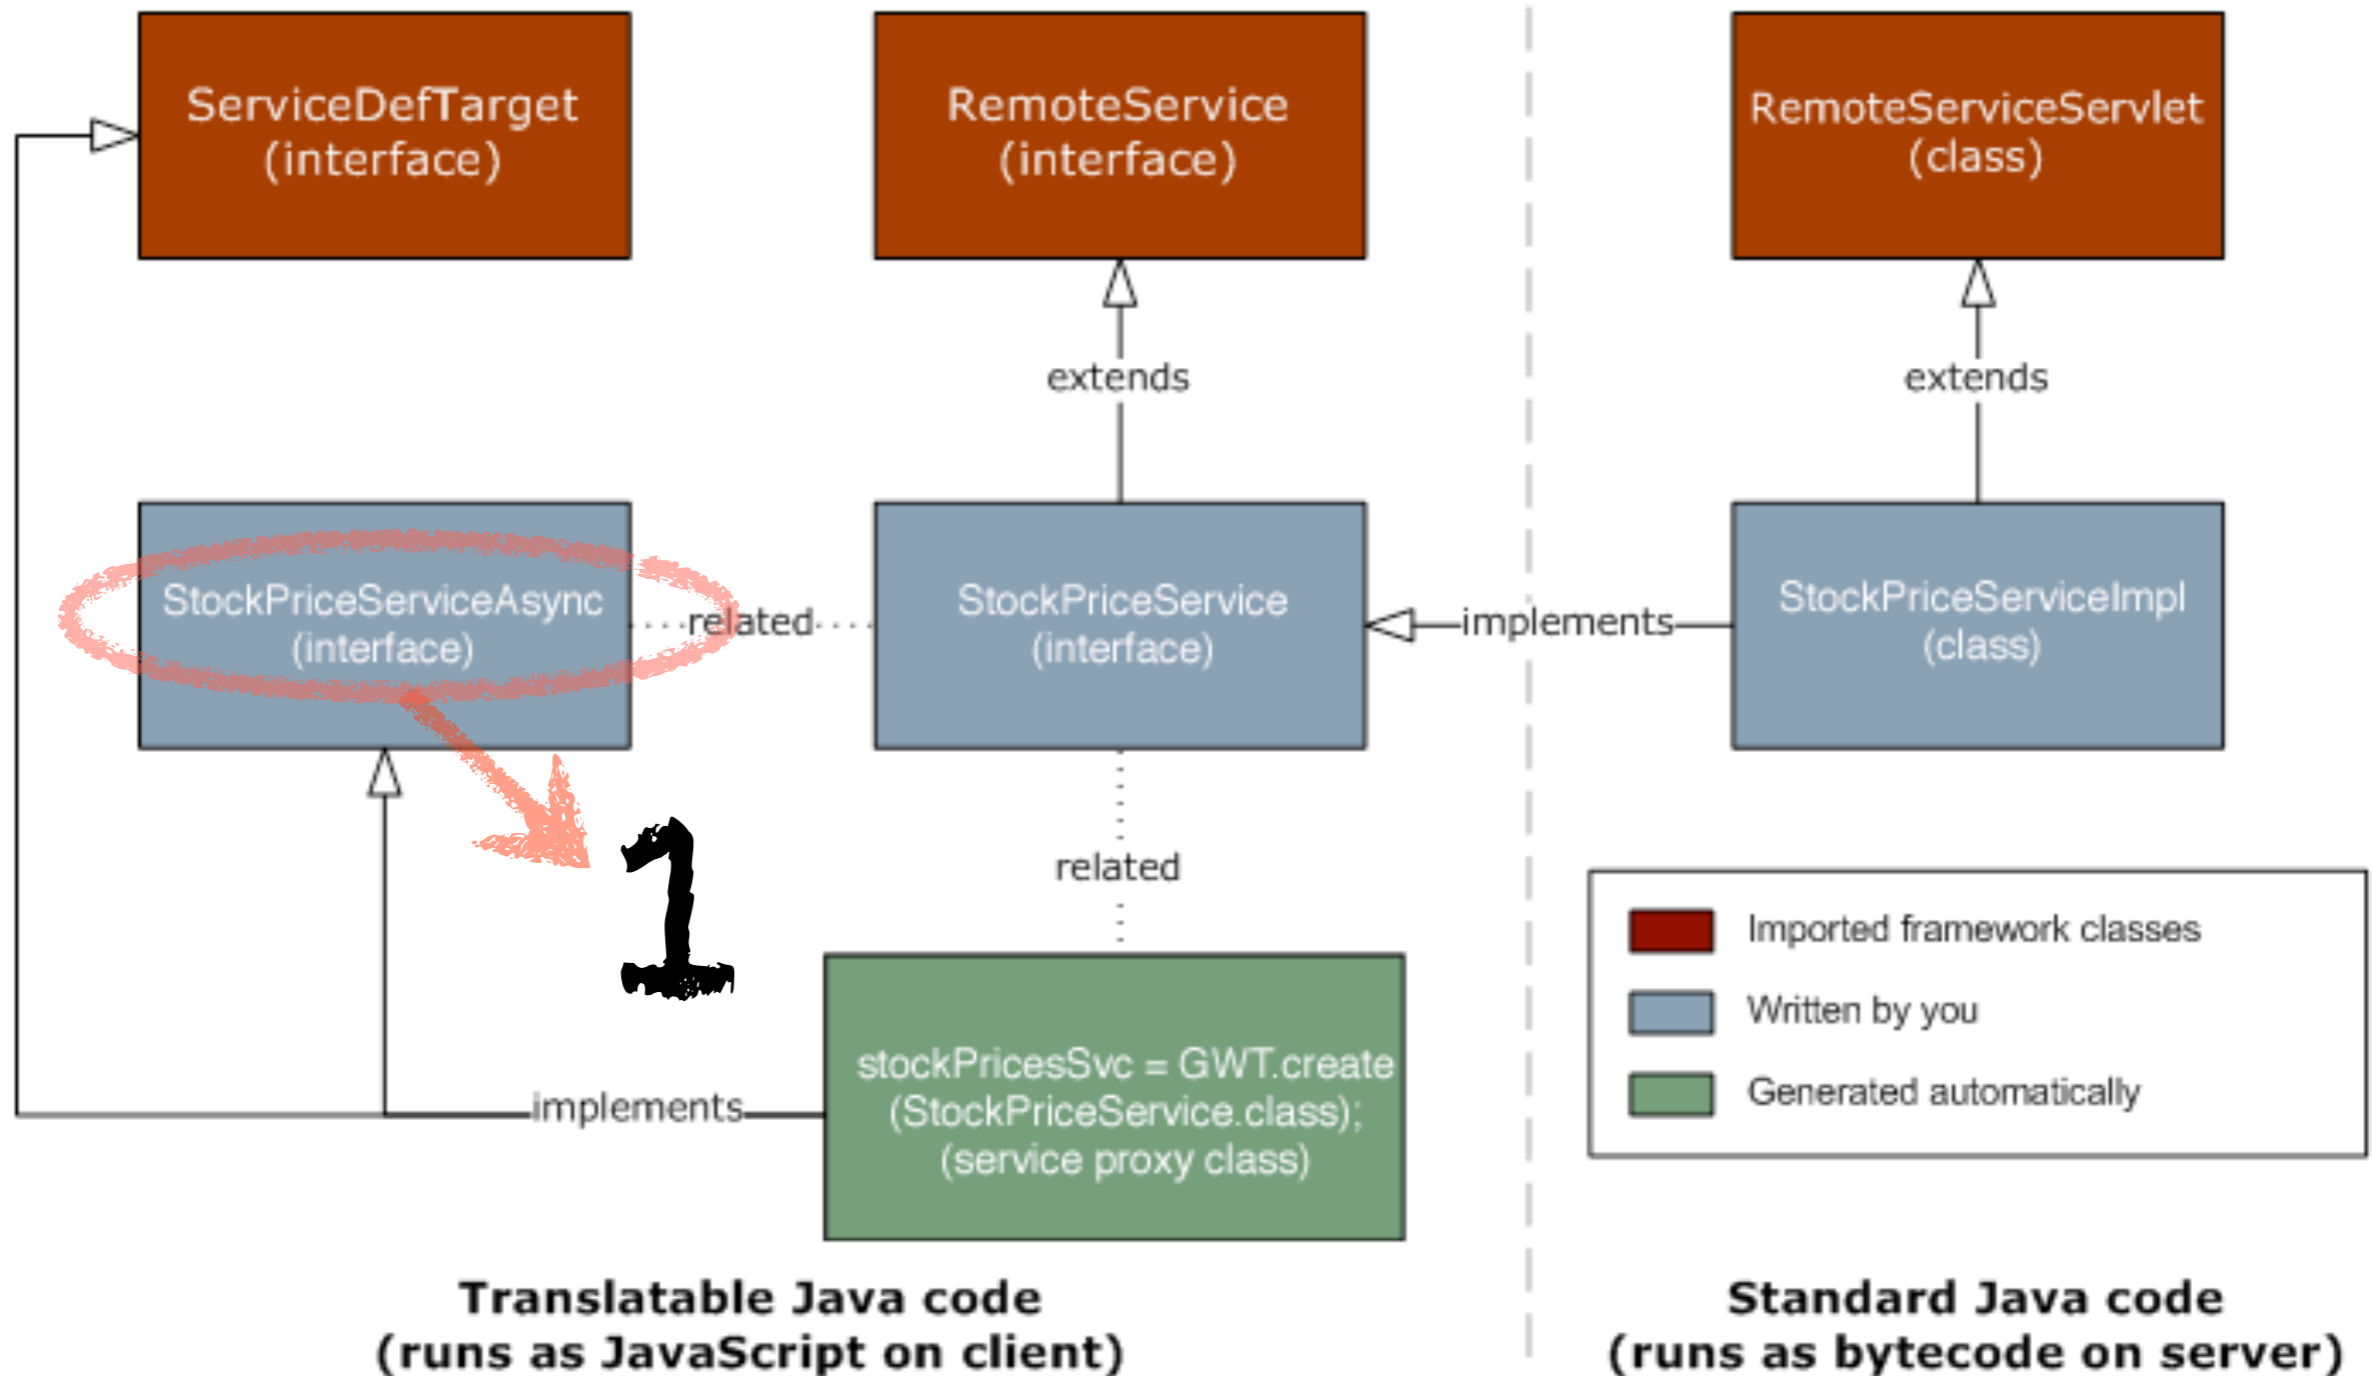 ServiceDefTarget
(interface)
RemoteService
(interface)
RemoteServiceServlet
(class)
extends
extends
StockPriceServiceAsync
(interface)
related
StockPriceService
(interface)
implements
StockPriceServiceImpl
(class)
1
related
stockPricesSvc = GWT.create
(StockPriceService.class);
(service proxy class)
implements
Imported framework classes
Written by you
Generated automatically
Translatable Java code
(runs as JavaScript on client)
Standard Java code
(runs as bytecode on server)